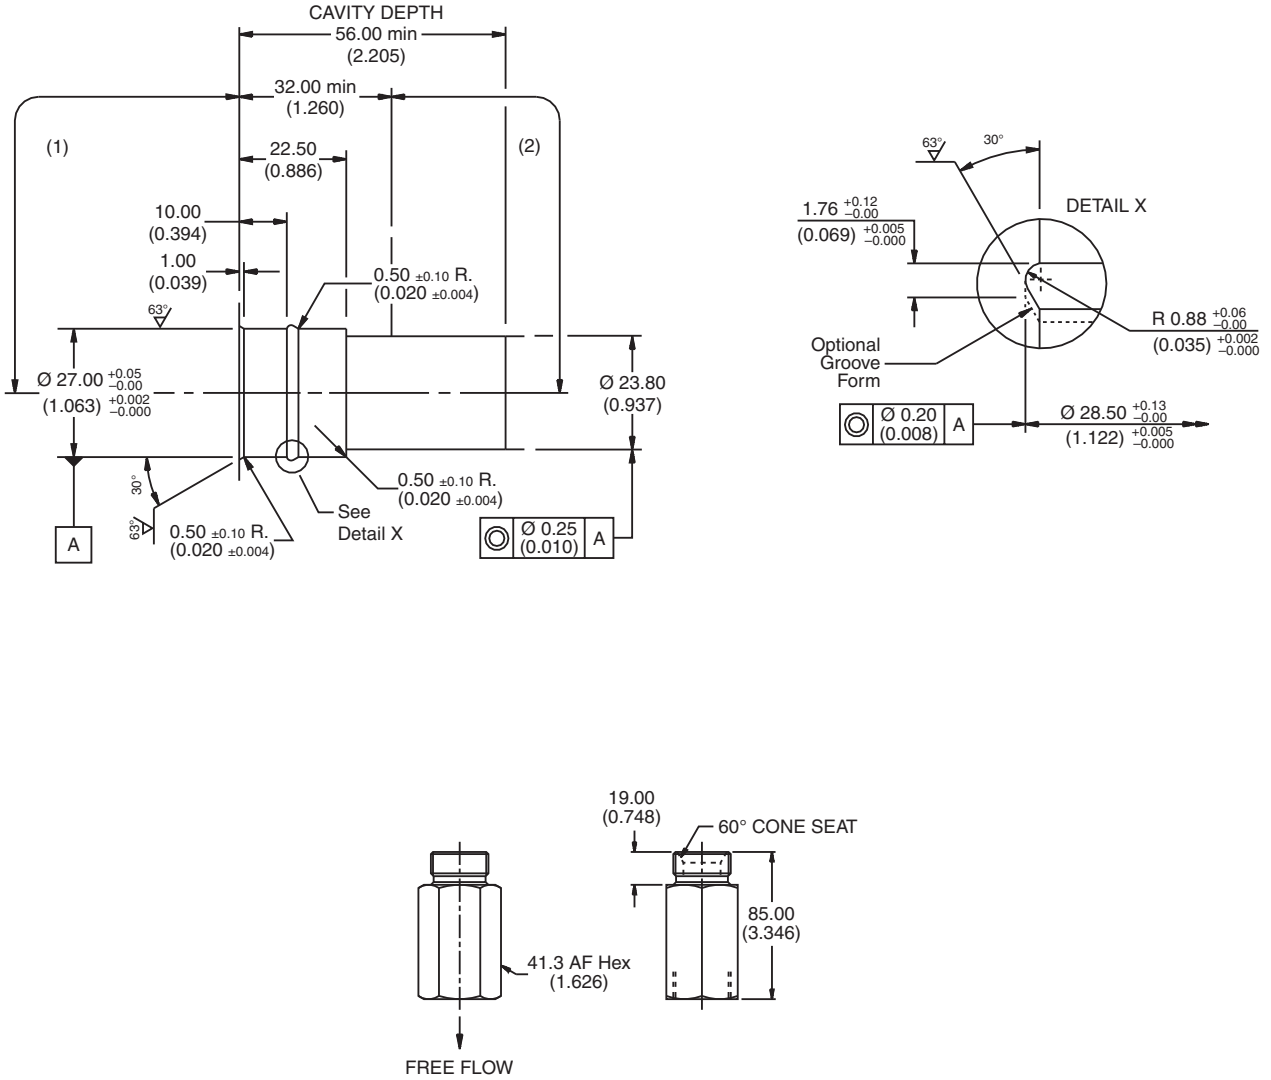 CAVITY DEPTH
56.00 min
(2.205)
32.00 min
(1.260)
(1)
(2)
22.50
(0.886)
10.00
(0.394)
1.00
(0.039)
0.50 ±0.10 R.
(0.020 ±0.004)
63°
Ø 27.00 +0.05 –0.00
(1.063) +0.002 –0.000
Ø 23.80
(0.937)
30°
63°
A
0.50 ±0.10 R.
(0.020 ±0.004)
See
Detail X
0.50 ±0.10 R.
(0.020 ±0.004)
Ø 0.25
(0.010)
A
63°
30°
DETAIL X
1.76 +0.12 –0.00
(0.069) +0.005 –0.000
R 0.88 +0.06 –0.00
(0.035) +0.002 –0.000
Optional
Groove
Form
Ø 0.20
(0.008)
A
Ø 28.50 +0.13 –0.00
(1.122) +0.005 –0.000
19.00
(0.748)
60° CONE SEAT
85.00
(3.346)
41.3 AF Hex
(1.626)
FREE FLOW